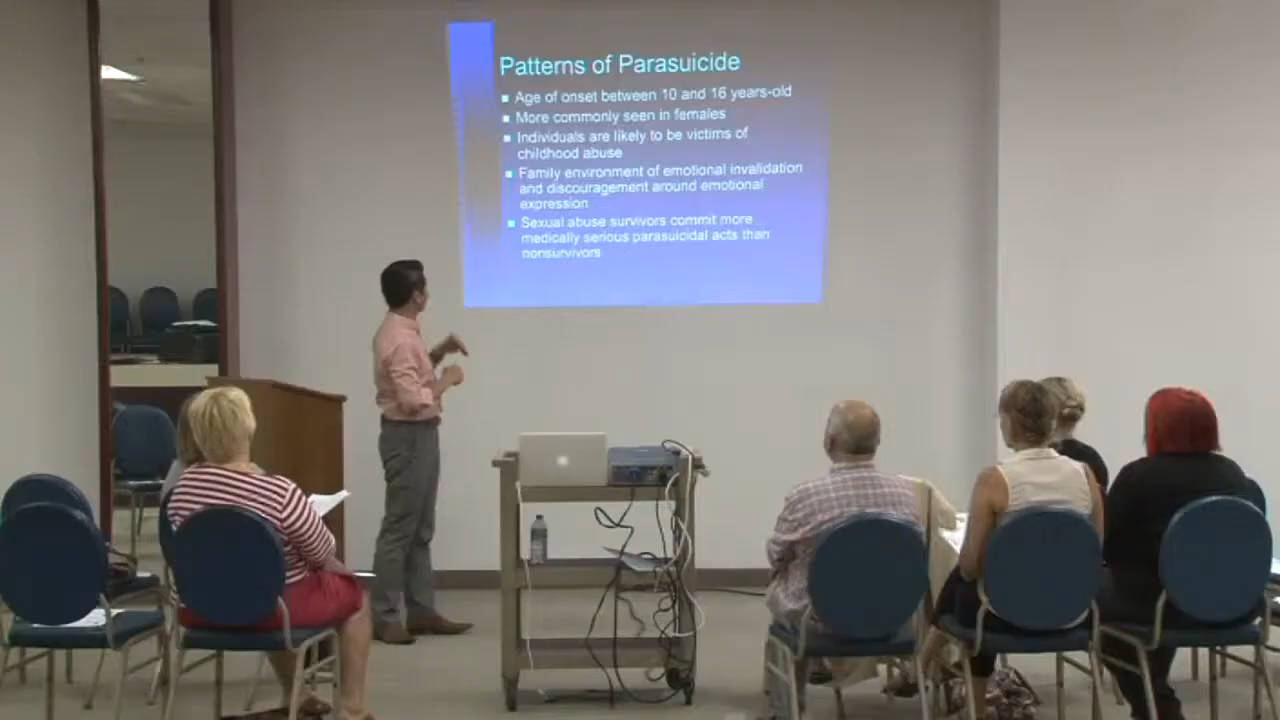 Patterns of Parasuicide
Age of onset between 10 and 16 years-old
More commonly seen in females
Individuals are likely to be victims of
childhood abuse
Family environment of emotional invalidation
and discouragement around emotional
expression
Sexual abuse survivors commit more
medically serious parasuicidal acts than
nonsurvivors